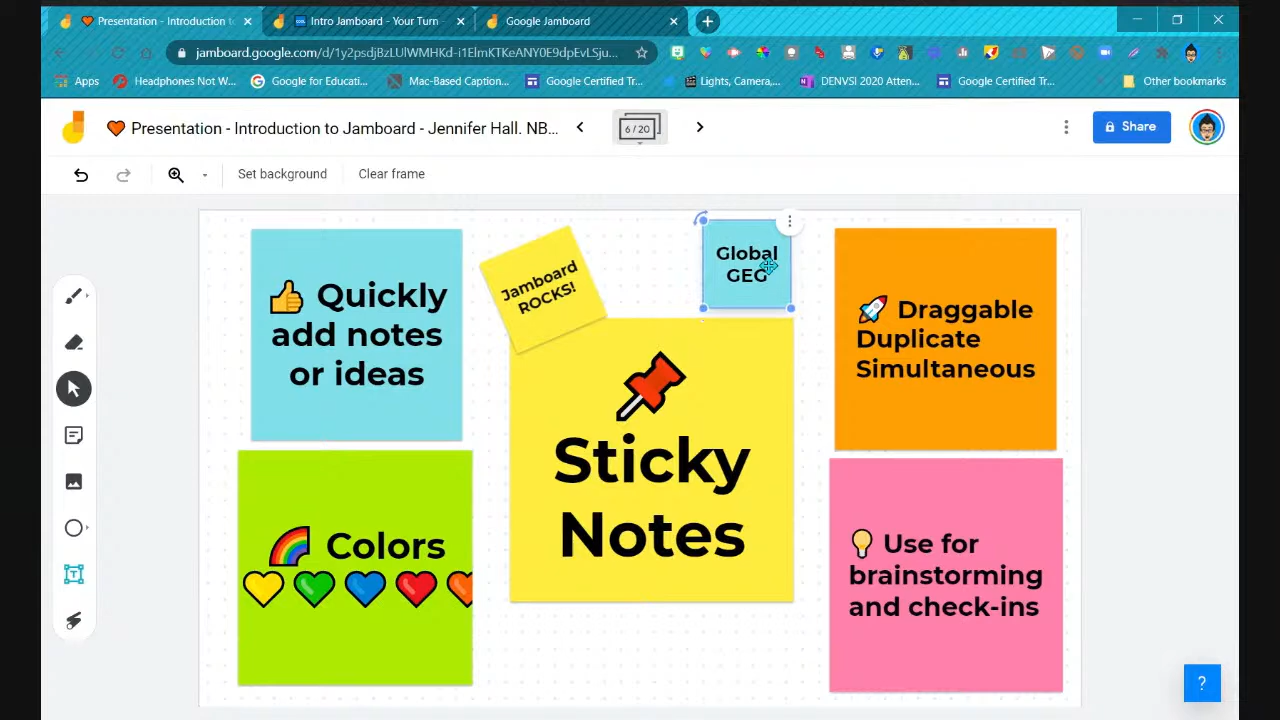 Presentation - Introduction to
Intro Jamboard - Your Turn -
Google Jamboard
jamboard.google.com/d/1y2psdjBzLUlWMHKd-i1ElmKTKeANY0E9dpEvLSju...
Apps
Headphones Not W...
Google for Educati...
Mac-Based Caption...
Google Certified Tr...
Lights, Camera,...
DENVSI 2020 Atten...
Google Certified Tr...
Other bookmarks
Presentation - Introduction to Jamboard - Jennifer Hall. NB...
6 / 20
Share
Set background
Clear frame
👍 Quickly
add notes
or ideas
Jamboard
ROCKS!
Global
GEG
🚀 Draggable
Duplicate
Simultaneous
Sticky
Notes
🌈 Colors
💡 Use for
brainstorming
and check-ins
T
?